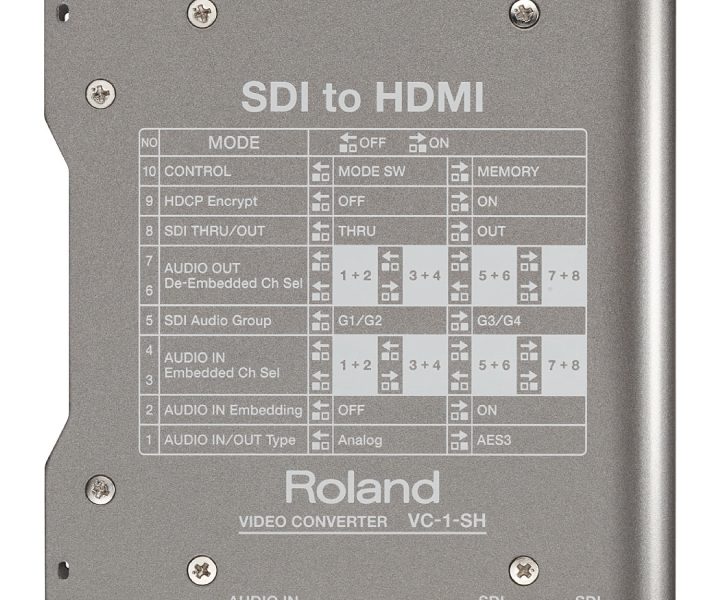 SDI to HDMI
NO MODE OFF ON
10 CONTROL MODE SW MEMORY
9 HDCP Encrypt OFF ON
8 SDI THRU/OUT THRU OUT
7 AUDIO OUT
6 De-Embedded Ch Sel 1 + 2 3 + 4 5 + 6 7 + 8
5 SDI Audio Group G1/G2 G3/G4
4 AUDIO IN
3 Embedded Ch Sel 1 + 2 3 + 4 5 + 6 7 + 8
2 AUDIO IN Embedding OFF ON
1 AUDIO IN/OUT Type Analog AES3
Roland
VIDEO CONVERTER VC-1-SH
AUDIO IN SDI SDI